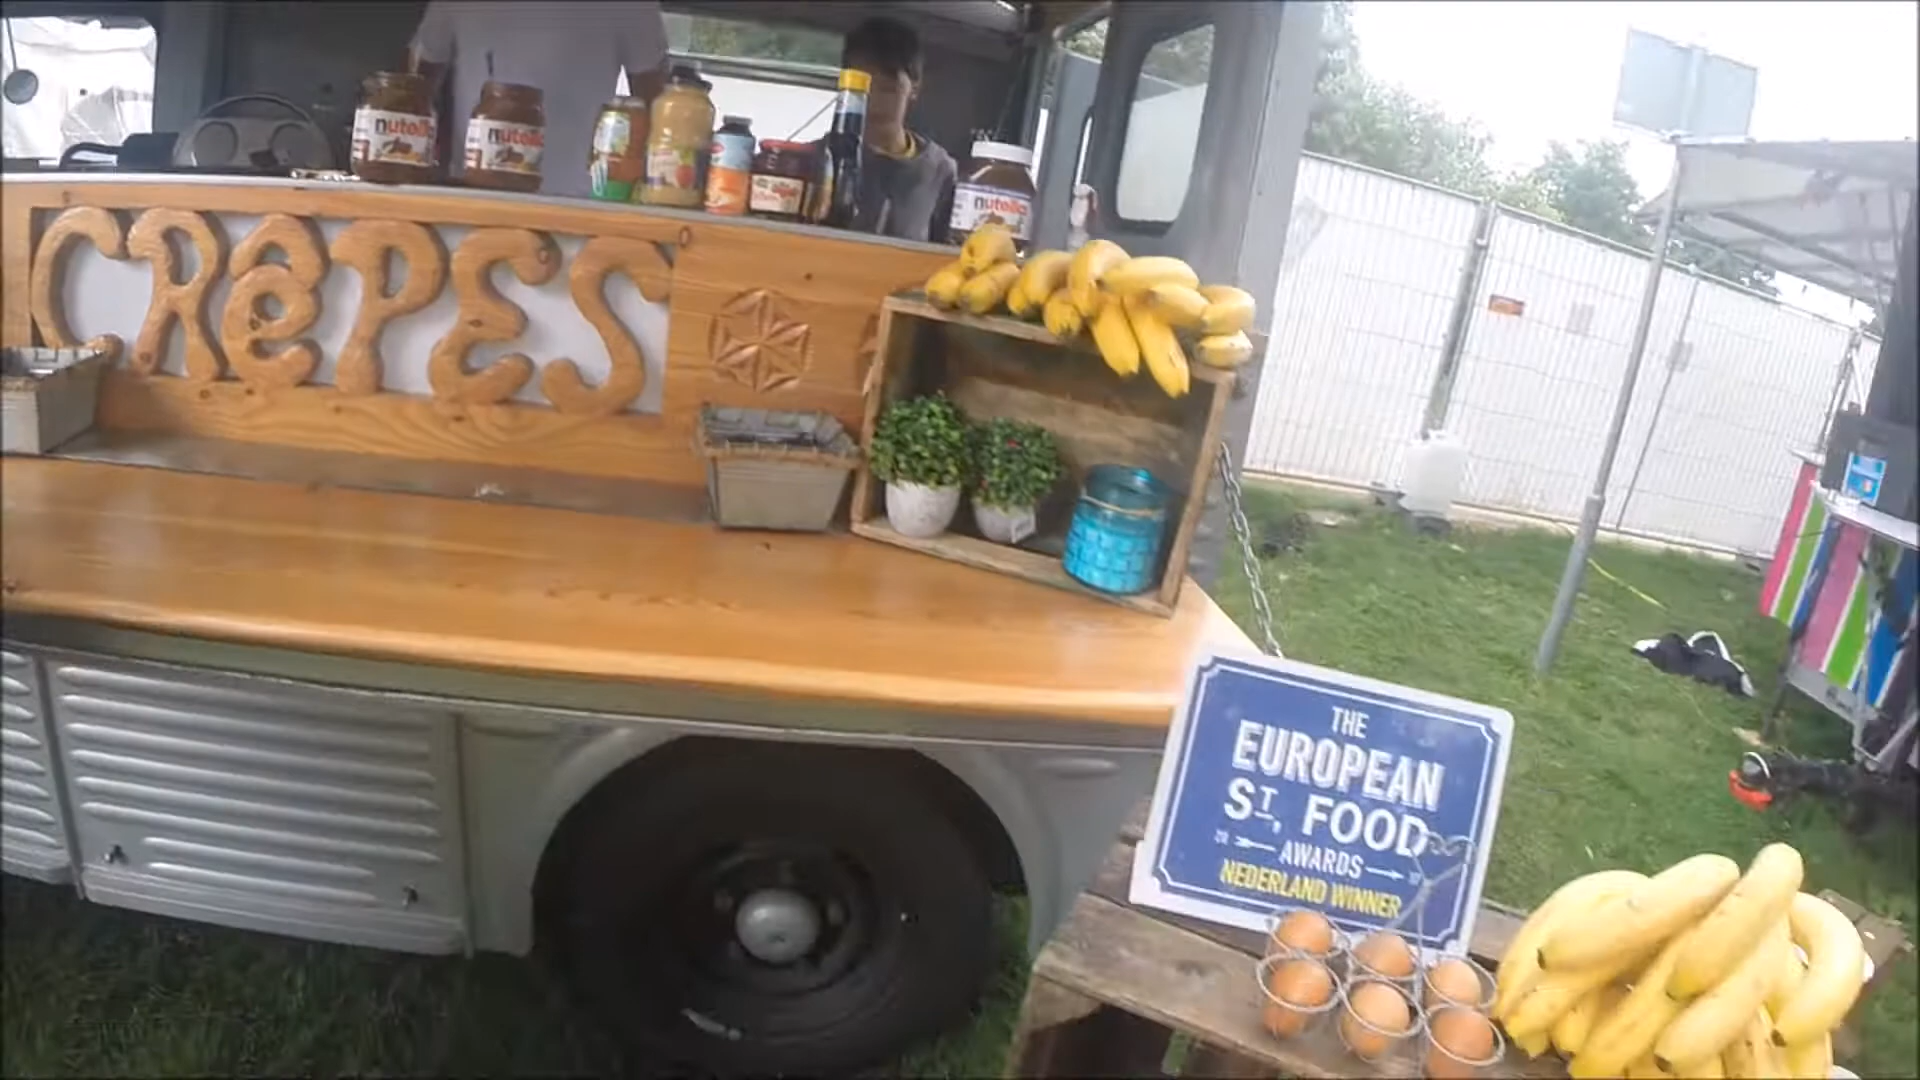 nutella
nutella
nutella
CRePES
THE
EUROPEAN
ST, FOOD
AWARDS
NEDERLAND WINNER